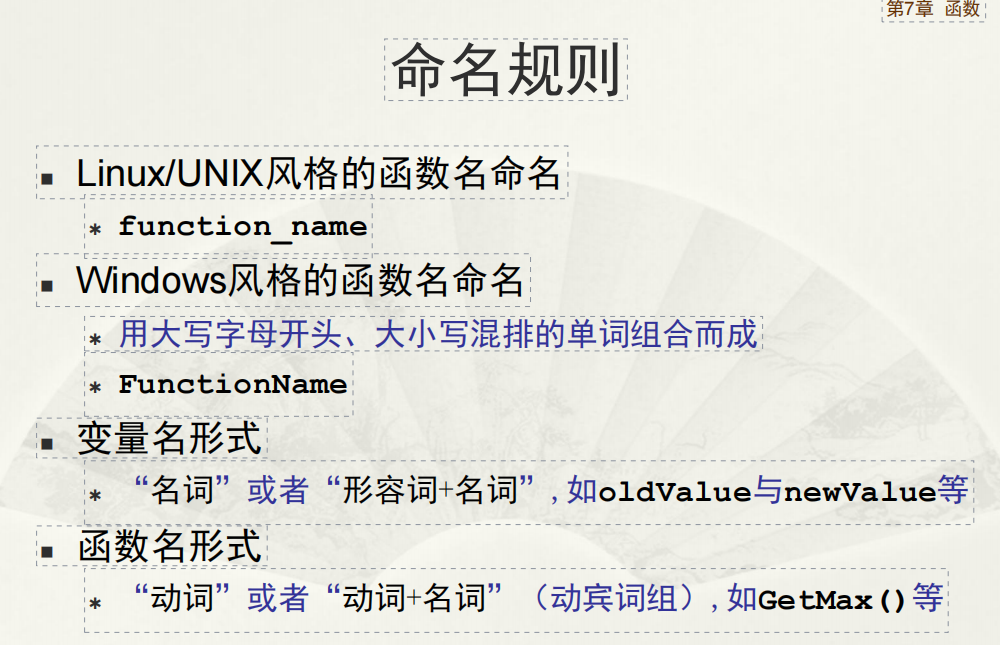 第7章 函数
命名规则
▪ Linux/UNIX风格的函数名命名
* function_name
▪ Windows风格的函数名命名
* 用大写字母开头、大小写混排的单词组合而成
* FunctionName
▪ 变量名形式
* “名词”或者“形容词+名词”,如oldValue与newValue等
▪ 函数名形式
* “动词”或者“动词+名词”（动宾词组）,如GetMax()等